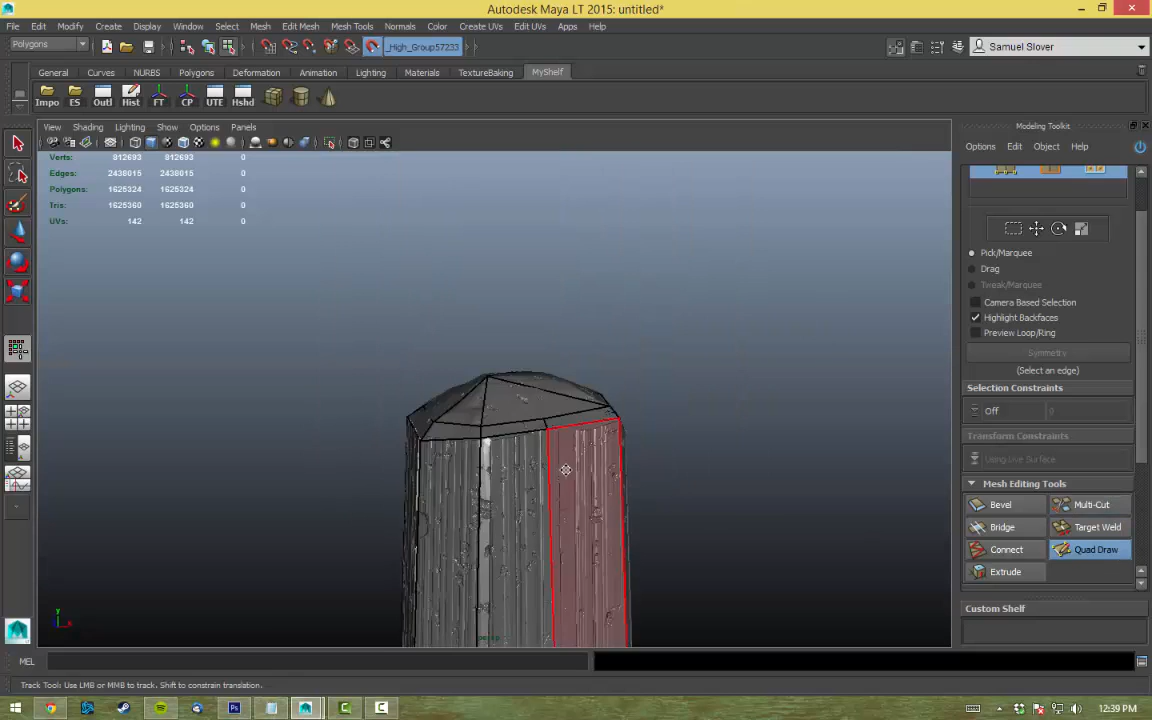 Autodesk Maya LT 2015: untitled*
File Edit Modify Create Display Window Select Mesh Edit Mesh Mesh Tools Normals Color Create UVs Edit UVs Apps Help
Polygons _High_Group57233 Samuel Slover
General Curves NURBS Polygons Deformation Animation Lighting Materials TextureBaking MyShelf
Impo ES Outl Hist FT CP UTE Hshd
View Shading Lighting Show Options Panels
Modeling Toolkit
Edit Object Help
Options
Verts: 812693 812693 0
Edges: 2438015 2438015 0
Polygons: 1625324 1625324 0
Tris: 1625360 1625360 0
UVs: 142 142 0
Pick/Marquee
Drag
Tweak/Marquee
Camera Based Selection
Highlight Backfaces
Preview Loop/Ring
Symmetry
(Select an edge)
Selection Constraints
Off 0
Transform Constraints
Using Live Surface
Mesh Editing Tools
Bevel Multi-Cut
Bridge Target Weld
Connect Quad Draw
Extrude
Custom Shelf
y
x
persp
MEL
Track Tool: Use LMB or MMB to track. Shift to constrain translation.
Ps
12:39 PM